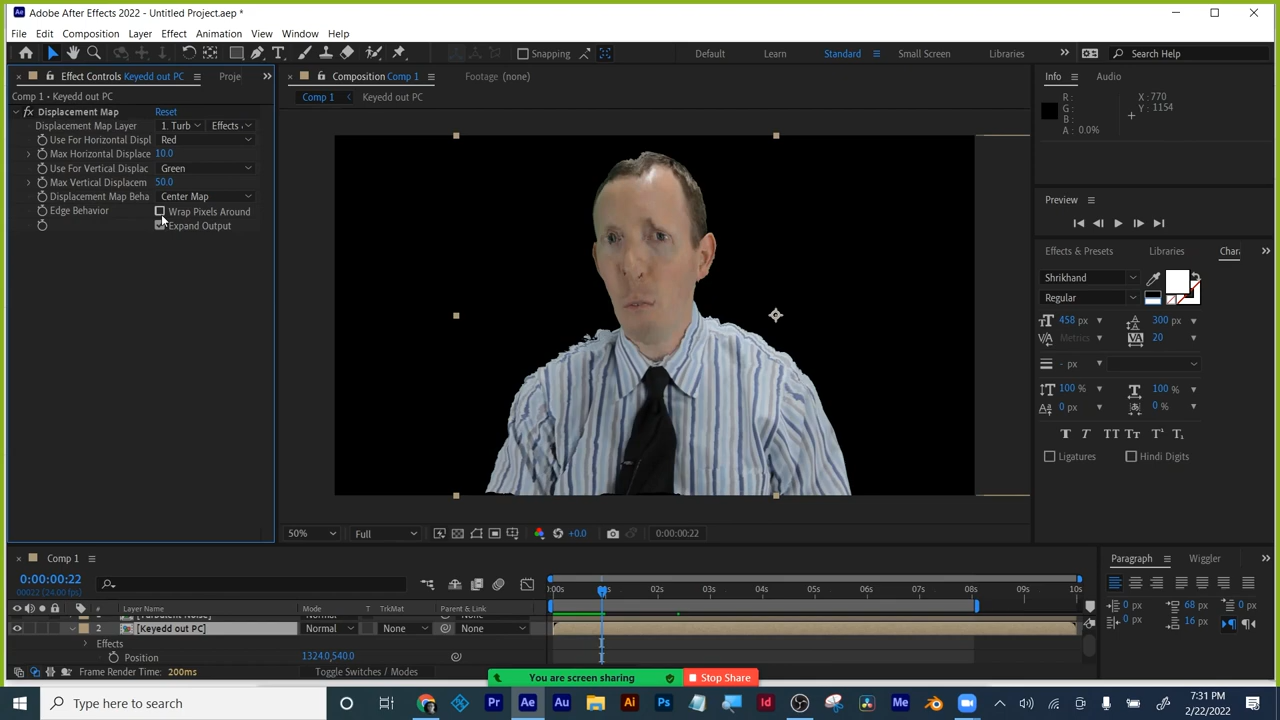 Adobe After Effects 2022 - Untitled Project.aep *
File Edit Composition Layer Effect Animation View Window Help
Snapping Default Learn Standard Small Screen Libraries Search Help
Effect Controls Keyedd out PC Proje Composition Comp 1 Footage (none) Info Audio
Comp 1 • Keyedd out PC Comp 1 Keyedd out PC
R: X: 770
G: Y: 1154
B:
A: 0.0%
fx Displacement Map Reset
Displacement Map Layer 1. Turb Effects
Use For Horizontal Displ Red
Max Horizontal Displace 10.0
Use For Vertical Displac Green
Max Vertical Displacem 50.0
Displacement Map Beha Center Map
Edge Behavior Wrap Pixels Around
Expand Output
Preview
Effects & Presets Libraries Char
Shrikhand
Regular
458 px 300 px
Metrics 20
- px
100 % 100 %
0 px 0 %
Ligatures Hindi Digits
50% Full +0.0 0:00:00:22
Comp 1 Paragraph Wiggler
0:00:00:22
00022 (24.00 fps)
:00s 02s 03s 04s 05s 06s 07s 08s 09s 10s
# Layer Name Mode T TrkMat Parent & Link
2 [Keyedd out PC] Normal None None
Effects
Position 1324.0,540.0
0 px 68 px 0 px
0 px 16 px
Frame Render Time: 200ms Toggle Switches / Modes
You are screen sharing Stop Share
Type here to search
7:31 PM
2/22/2022